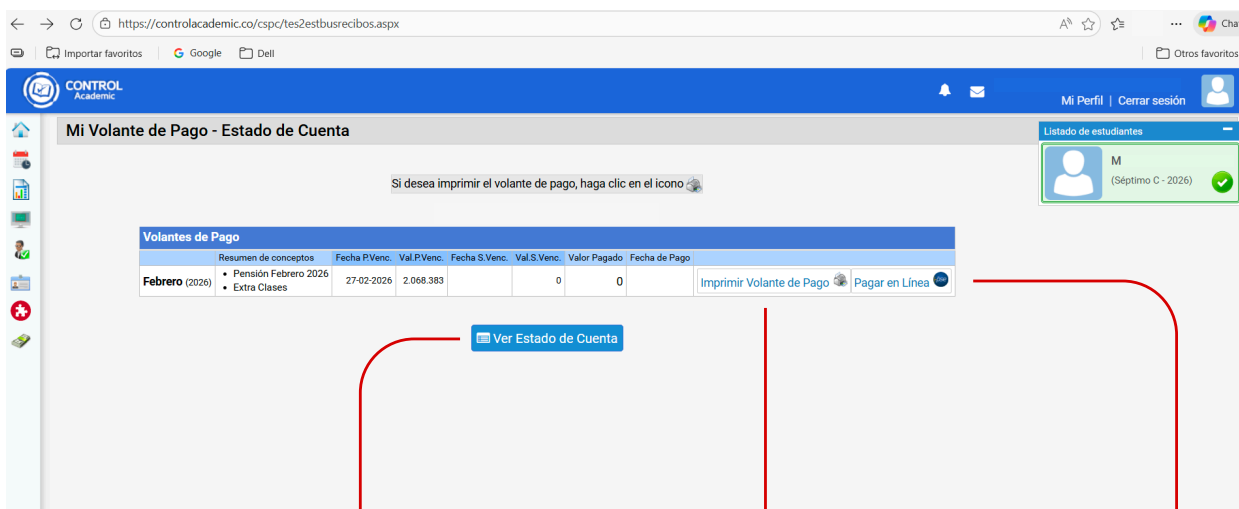 https://controlacademic.co/cspc/tes2estbusrecibos.aspx
Importar favoritos Google Dell Otros favoritos
CONTROL
Academic
Mi Perfil | Cerrar sesión
Mi Volante de Pago - Estado de Cuenta
Listado de estudiantes
M
(Séptimo C - 2026)
Si desea imprimir el volante de pago, haga clic en el icono
Volantes de Pago
Resumen de conceptos Fecha P.Venc. Val.P.Venc. Fecha S.Venc. Val.S.Venc. Valor Pagado Fecha de Pago
Febrero (2026) • Pensión Febrero 2026 27-02-2026 2.068.383 0 0 Imprimir Volante de Pago Pagar en Línea
• Extra Clases
Ver Estado de Cuenta